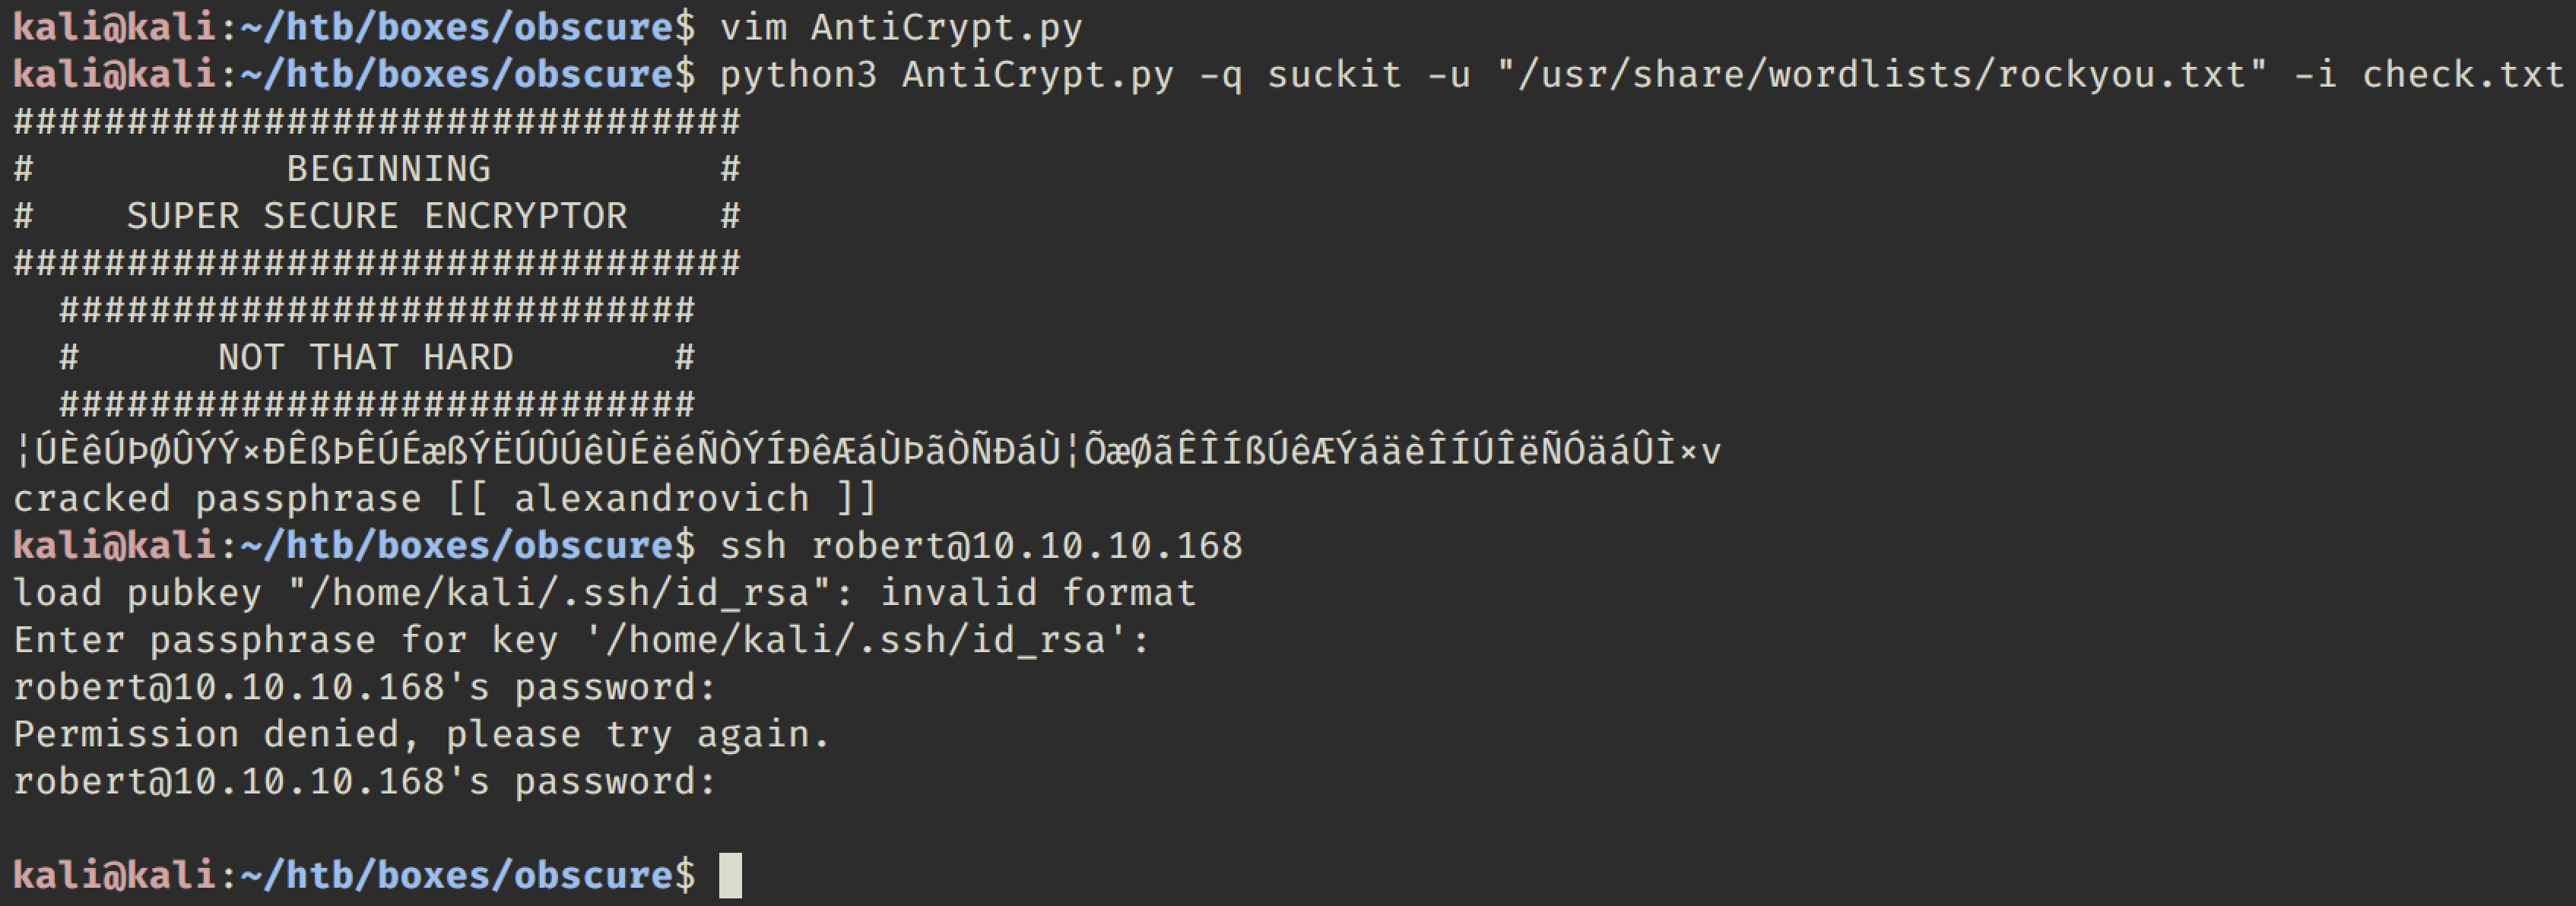 kali@kali:~/htb/boxes/obscure$ vim AntiCrypt.py
kali@kali:~/htb/boxes/obscure$ python3 AntiCrypt.py -q suckit -u "/usr/share/wordlists/rockyou.txt" -i check.txt
################################
#           BEGINNING          #
#    SUPER SECURE ENCRYPTOR    #
################################
  ############################
  #      NOT THAT HARD       #
  ############################
¦ÚÈêÚÞØÛÝÝ×ÐÊßÞÊÚÉæßÝËÚÛÚêÙÉëéÑÒÝÍÐêÆáÙÞãÒÑÐáÙ¦ÕæØãÊÎÍßÚêÆÝáäèÎÍÚÎëÑÓäáÛÌ×v
cracked passphrase [[ alexandrovich ]]
kali@kali:~/htb/boxes/obscure$ ssh robert@10.10.10.168
load pubkey "/home/kali/.ssh/id_rsa": invalid format
Enter passphrase for key '/home/kali/.ssh/id_rsa':
robert@10.10.10.168's password:
Permission denied, please try again.
robert@10.10.10.168's password:
kali@kali:~/htb/boxes/obscure$